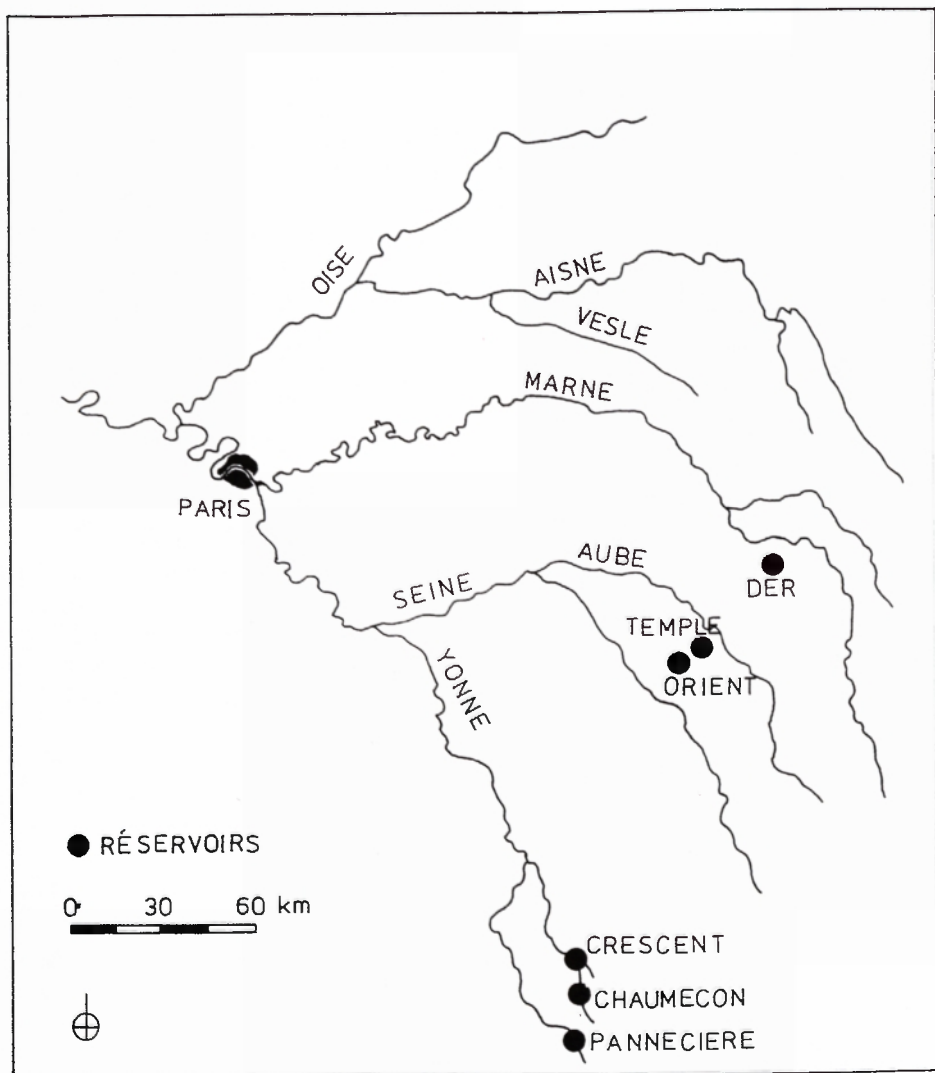 OISE
AISNE
VESLE
MARNE
PARIS
SEINE
AUBE
DER
TEMPLE
ORIENT
YONNE
RÉSERVOIRS
0 30 60 km
CRESCENT
CHAUMECON
PANNECIERE